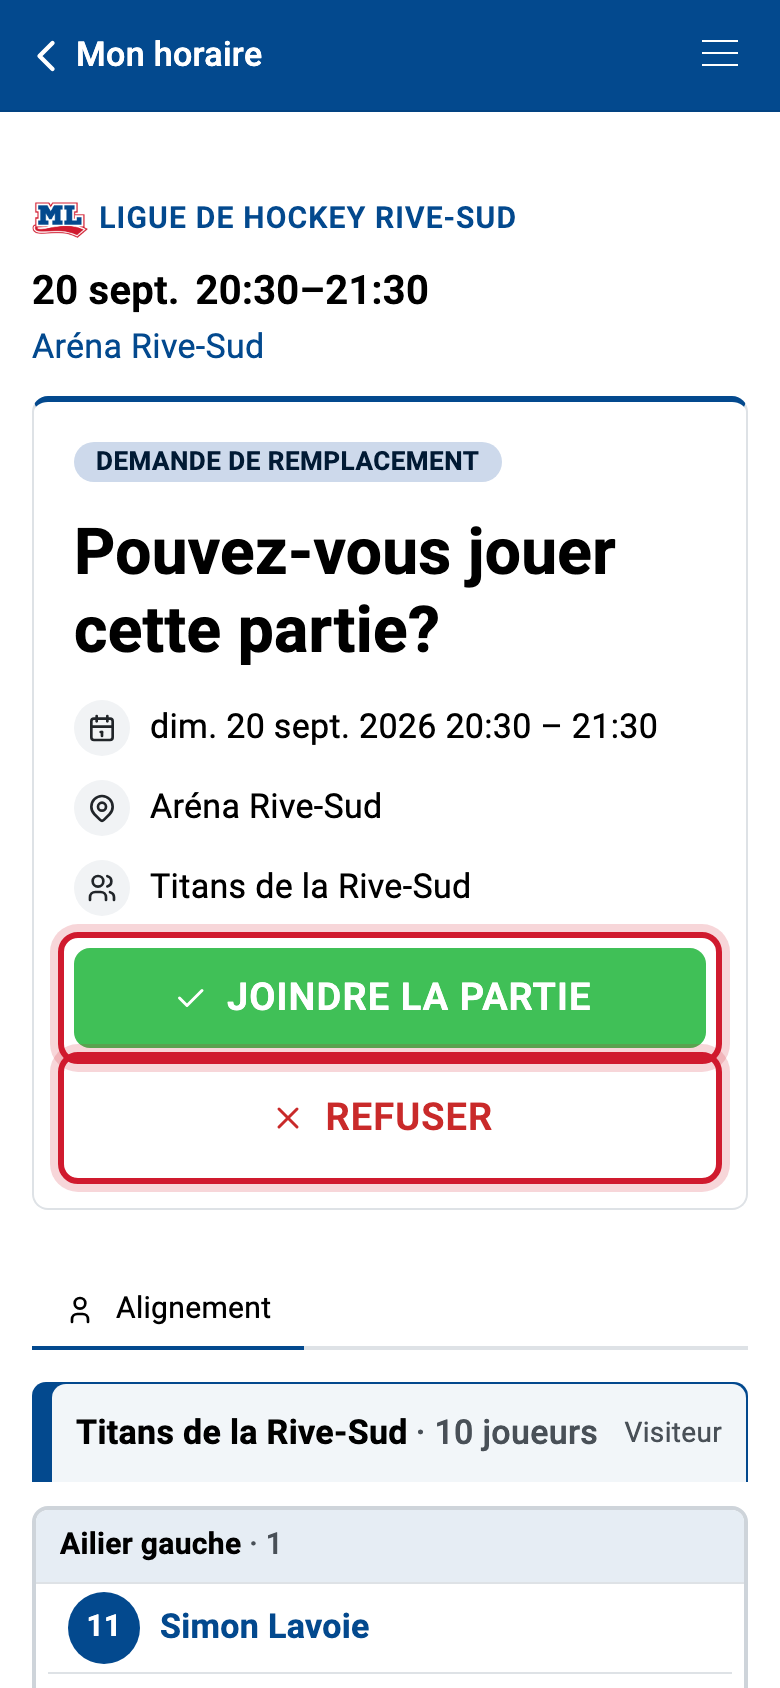 Mon horaire
ML LIGUE DE HOCKEY RIVE-SUD
20 sept. 20:30–21:30
Aréna Rive-Sud
DEMANDE DE REMPLACEMENT
Pouvez-vous jouer
cette partie?
dim. 20 sept. 2026 20:30 – 21:30
Aréna Rive-Sud
Titans de la Rive-Sud
JOINDRE LA PARTIE
REFUSER
Alignement
Titans de la Rive-Sud · 10 joueurs Visiteur
Ailier gauche · 1
11 Simon Lavoie